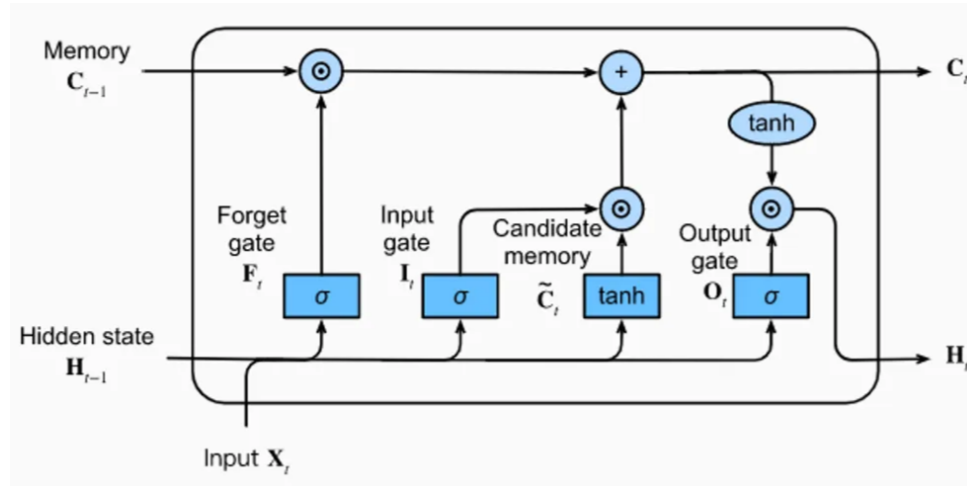 Memory
C_{t-1}
⊙
+
C_t
tanh
Forget
gate
F_t
Input
gate
I_t
Candidate
memory
C̃_t
⊙
Output
gate
O_t
⊙
σ
σ
tanh
σ
Hidden state
H_{t-1}
H_t
Input X_t